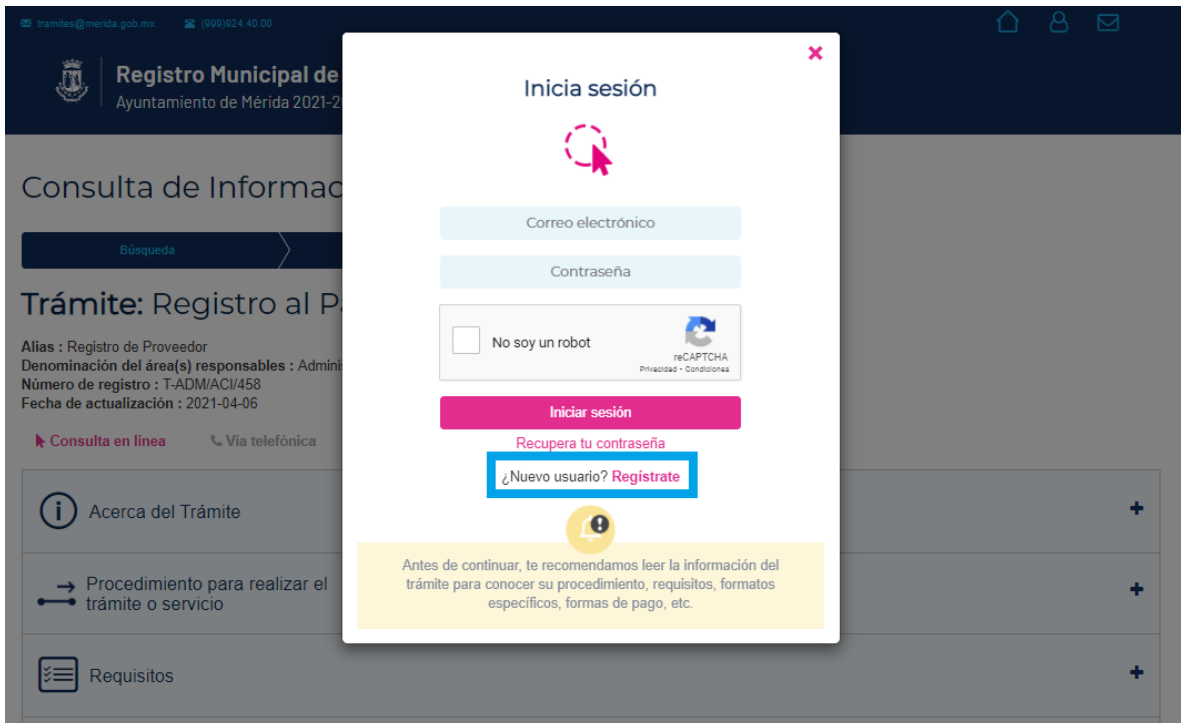 tramites@merida.gob.mx (999)924.40.00
Registro Municipal de
Ayuntamiento de Mérida 2021-2
Consulta de Informac
Búsqueda
Trámite: Registro al P
Alias : Registro de Proveedor
Denominación del área(s) responsables : Admini
Número de registro : T-ADM/ACI/458
Fecha de actualización : 2021-04-06
Consulta en línea Vía telefónica
Acerca del Trámite
Procedimiento para realizar el
trámite o servicio
Requisitos
Inicia sesión
Correo electrónico
Contraseña
No soy un robot
reCAPTCHA
Privacidad - Condiciones
Iniciar sesión
Recupera tu contraseña
¿Nuevo usuario? Regístrate
Antes de continuar, te recomendamos leer la información del
trámite para conocer su procedimiento, requisitos, formatos
específicos, formas de pago, etc.